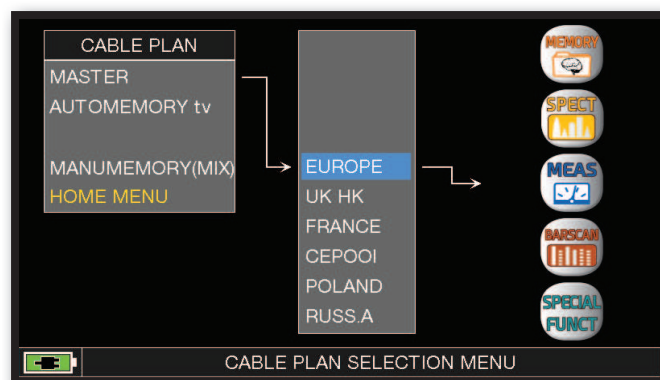 CABLE PLAN
MASTER
AUTOMEMORY tv
MANUMEMORY(MIX)
HOME MENU
EUROPE
UK HK
FRANCE
CEPOOI
POLAND
RUSS.A
MEMORY
SPECT
MEAS
BARSCAN
SPECIAL
FUNCT
CABLE PLAN SELECTION MENU